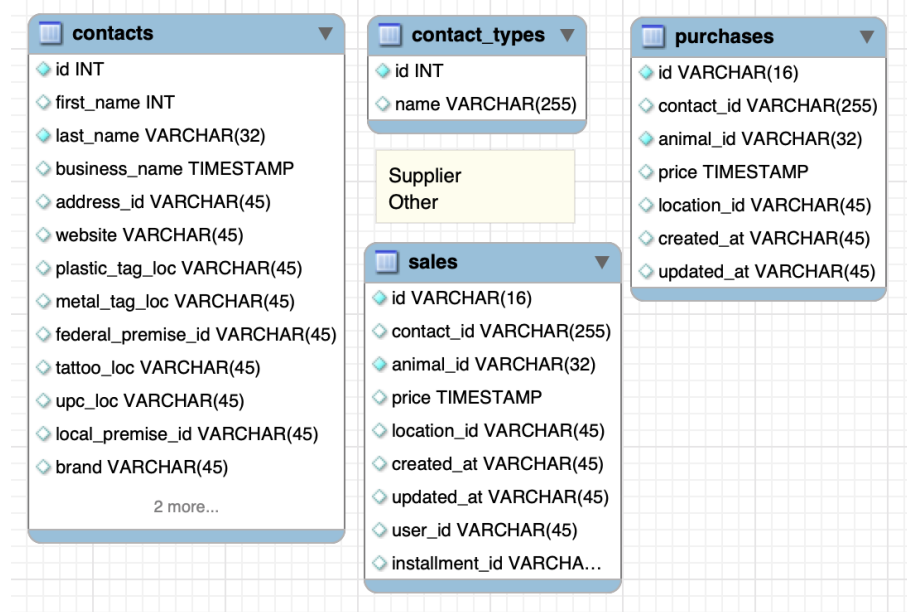 contacts
id INT
first_name INT
last_name VARCHAR(32)
business_name TIMESTAMP
address_id VARCHAR(45)
website VARCHAR(45)
plastic_tag_loc VARCHAR(45)
metal_tag_loc VARCHAR(45)
federal_premise_id VARCHAR(45)
tattoo_loc VARCHAR(45)
upc_loc VARCHAR(45)
local_premise_id VARCHAR(45)
brand VARCHAR(45)
2 more...
contact_types
id INT
name VARCHAR(255)
Supplier
Other
sales
id VARCHAR(16)
contact_id VARCHAR(255)
animal_id VARCHAR(32)
price TIMESTAMP
location_id VARCHAR(45)
created_at VARCHAR(45)
updated_at VARCHAR(45)
user_id VARCHAR(45)
installment_id VARCHA...
purchases
id VARCHAR(16)
contact_id VARCHAR(255)
animal_id VARCHAR(32)
price TIMESTAMP
location_id VARCHAR(45)
created_at VARCHAR(45)
updated_at VARCHAR(45)